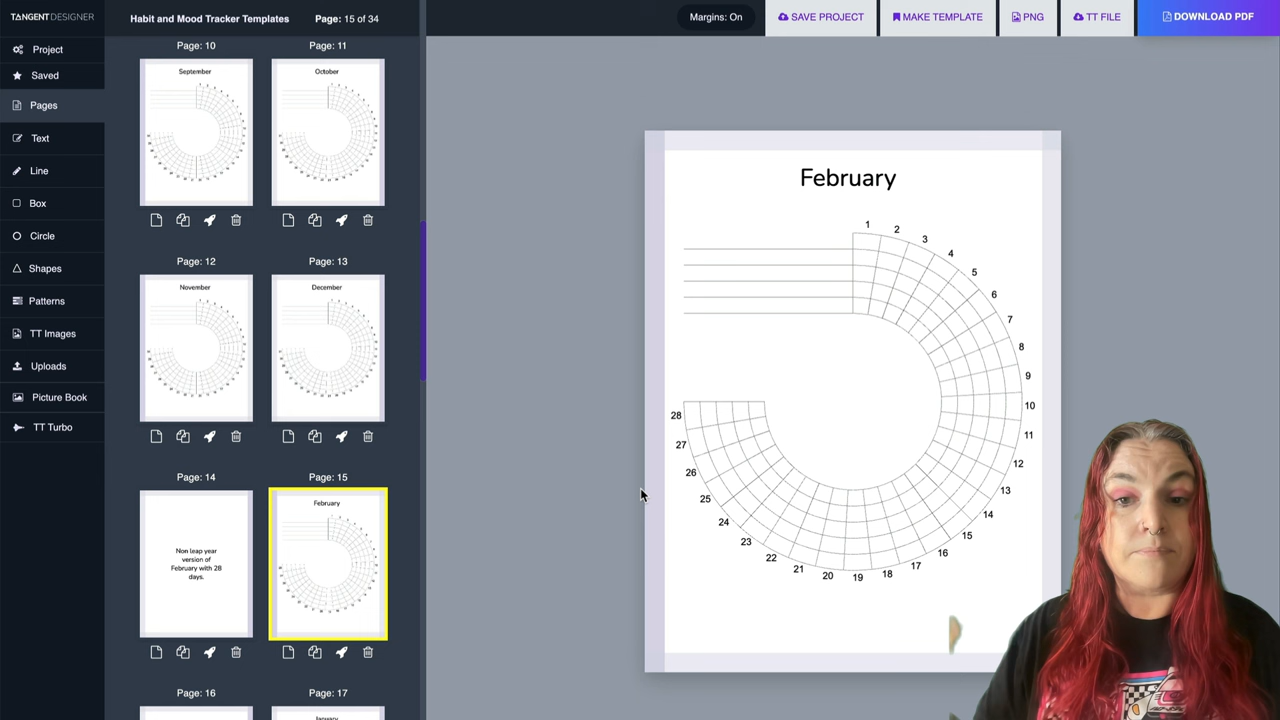 TANGENT DESIGNER
Habit and Mood Tracker Templates
Page: 15 of 34
Margins: On
SAVE PROJECT
MAKE TEMPLATE
PNG
TT FILE
DOWNLOAD PDF
Project
Saved
Pages
Text
Line
Box
Circle
Shapes
Patterns
TT Images
Uploads
Picture Book
TT Turbo
Page: 10
Page: 11
September
October
Page: 12
Page: 13
November
December
Page: 14
Page: 15
Non leap year
version of
February with 28
days.
February
Page: 16
Page: 17
January
February
1
2
3
4
5
6
7
8
9
10
11
12
13
14
15
16
17
18
19
20
21
22
23
24
25
26
27
28